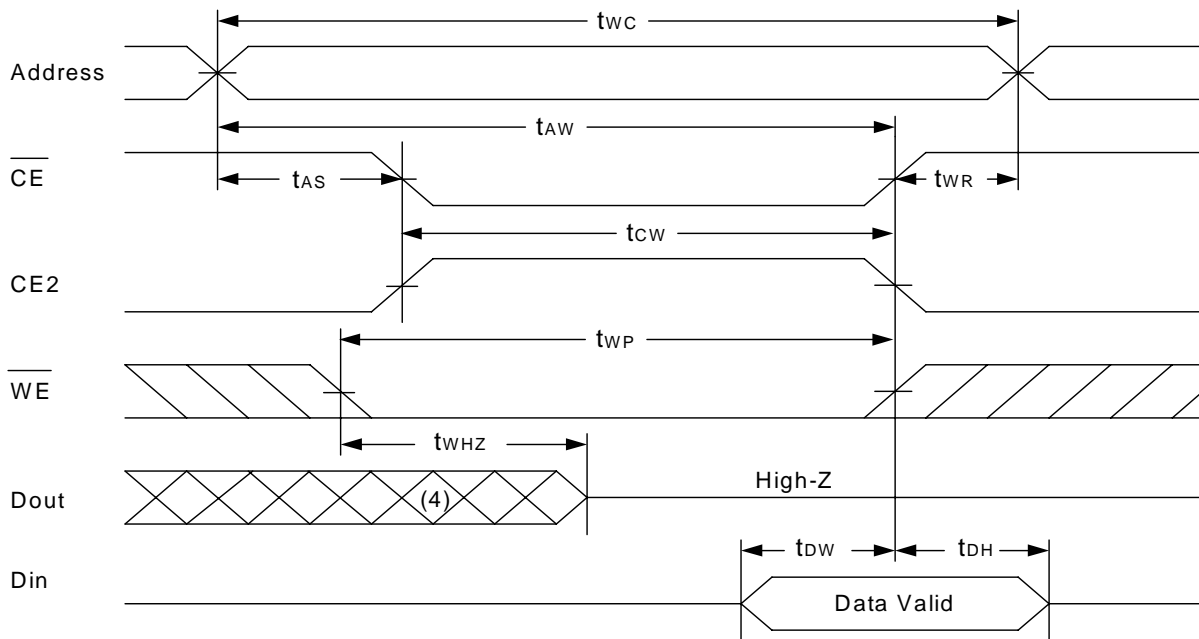 tWC
Address
tAW
CE
tAS
tWR
tCW
CE2
tWP
WE
tWHZ
Dout
(4)
High-Z
tDW
tDH
Din
Data Valid